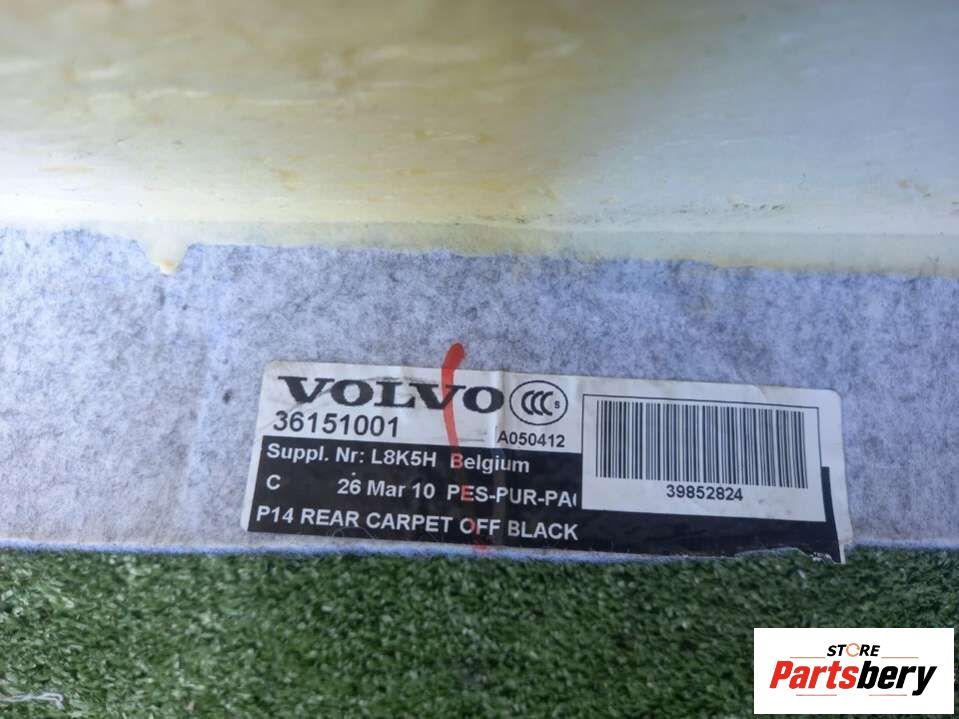 VOLVO CCC S
36151001 A050412
Suppl. Nr: L8K5H Belgium
C 26 Mar 10 PES-PUR-PA
P14 REAR CARPET OFF BLACK
39852824
STORE
Partsbery